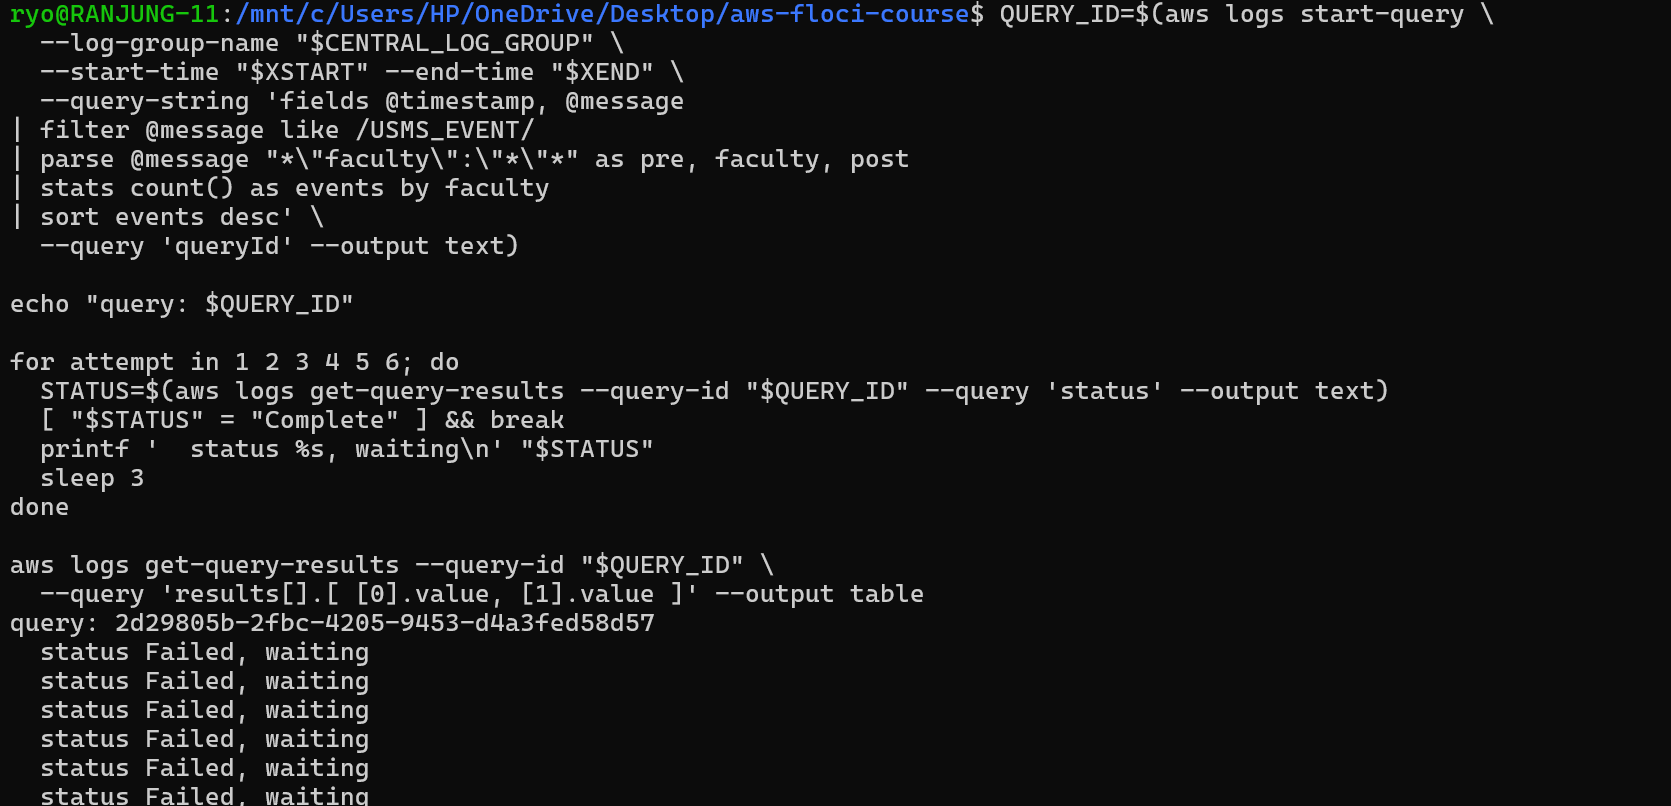 ryo@RANJUNG-11:/mnt/c/Users/HP/OneDrive/Desktop/aws-floci-course$ QUERY_ID=$(aws logs start-query \
  --log-group-name "$CENTRAL_LOG_GROUP" \
  --start-time "$XSTART" --end-time "$XEND" \
  --query-string 'fields @timestamp, @message
| filter @message like /USMS_EVENT/
| parse @message "*\"faculty\":\"*\"*" as pre, faculty, post
| stats count() as events by faculty
| sort events desc' \
  --query 'queryId' --output text)

echo "query: $QUERY_ID"

for attempt in 1 2 3 4 5 6; do
  STATUS=$(aws logs get-query-results --query-id "$QUERY_ID" --query 'status' --output text)
  [ "$STATUS" = "Complete" ] && break
  printf '  status %s, waiting\n' "$STATUS"
  sleep 3
done

aws logs get-query-results --query-id "$QUERY_ID" \
  --query 'results[].[ [0].value, [1].value ]' --output table
query: 2d29805b-2fbc-4205-9453-d4a3fed58d57
  status Failed, waiting
  status Failed, waiting
  status Failed, waiting
  status Failed, waiting
  status Failed, waiting
  status Failed, waiting